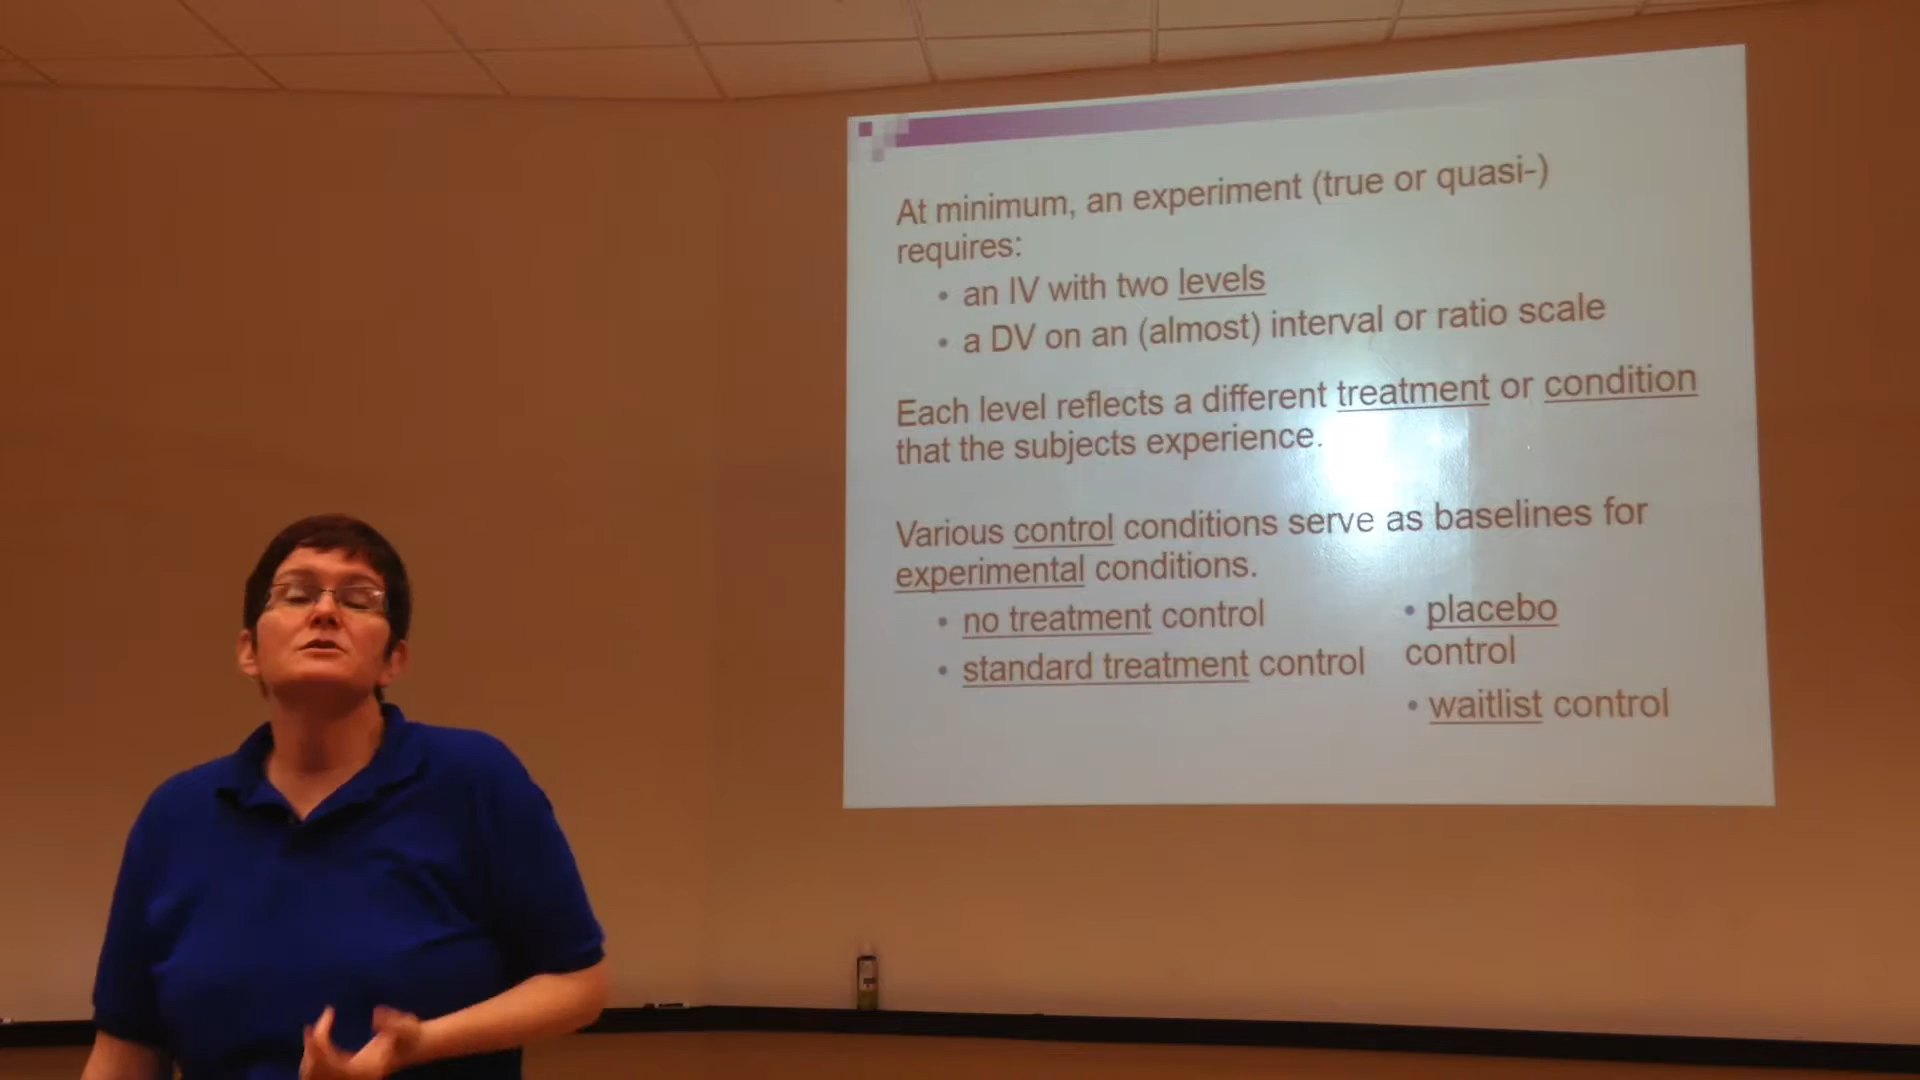 At minimum, an experiment (true or quasi-)
requires:
• an IV with two levels
• a DV on an (almost) interval or ratio scale
Each level reflects a different treatment or condition
that the subjects experience.
Various control conditions serve as baselines for
experimental conditions.
• no treatment control
• standard treatment control
• placebo
control
• waitlist control